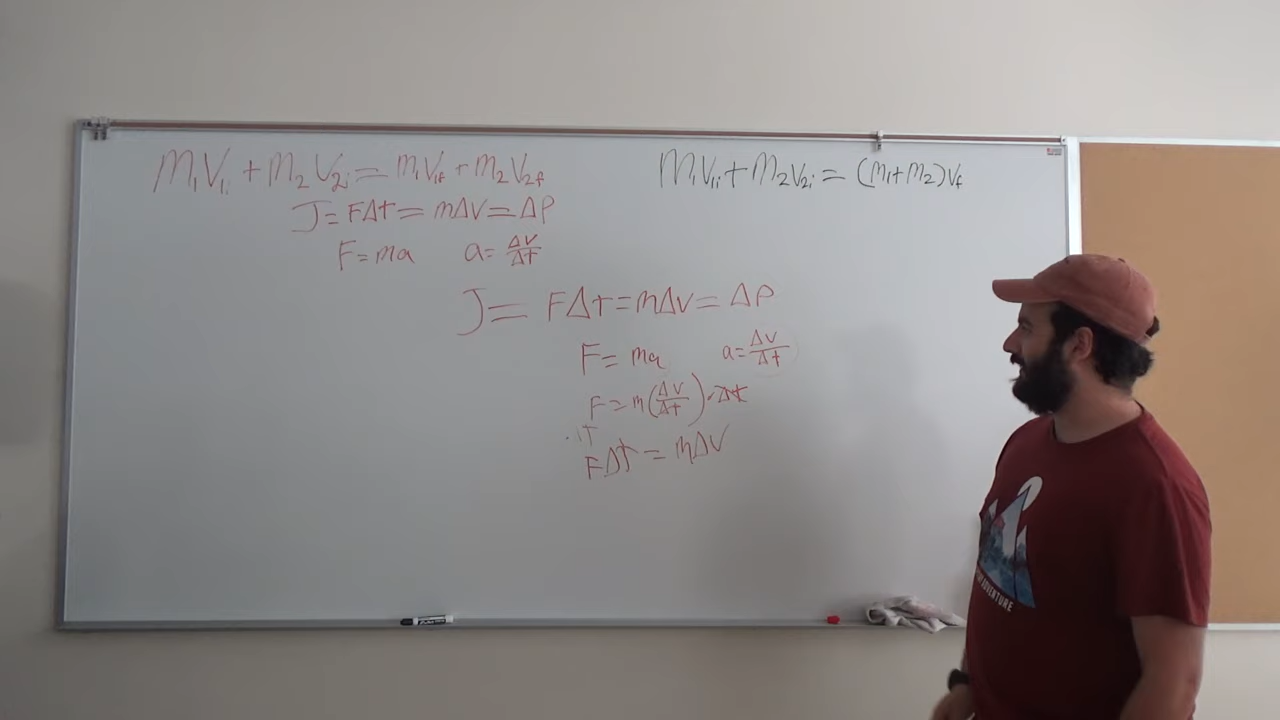 m₁V₁ᵢ + m₂V₂ᵢ = m₁V₁f + m₂V₂f
m₁V₁ᵢ + m₂V₂ᵢ = (m₁+m₂)Vf
J = FΔt = mΔV = ΔP
F = ma a = ΔV/Δt
J = FΔt = mΔV = ΔP
F = ma a = ΔV/Δt
F = m(ΔV/Δt)·Δt
FΔt = mΔV
ADVENTURE